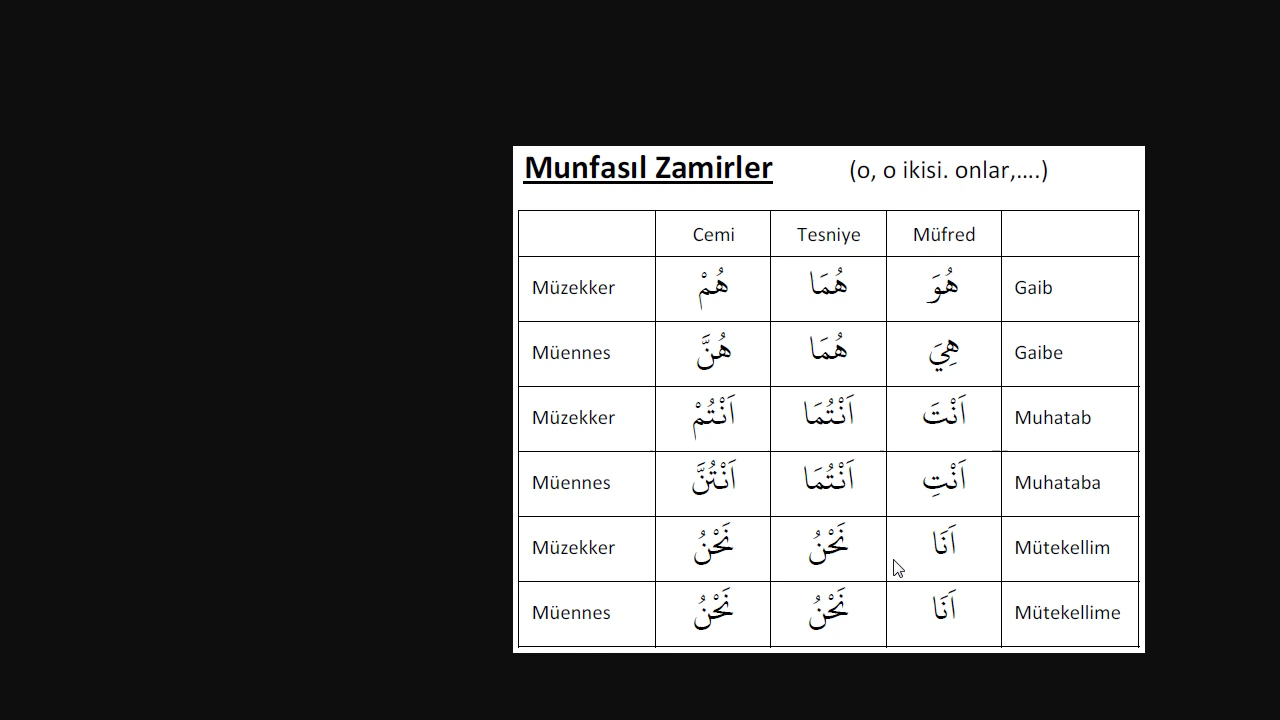 Munfasıl Zamirler (o, o ikisi. onlar,....)
Cemi Tesniye Müfred
Müzekker هُمْ هُمَا هُوَ Gaib
Müennes هُنَّ هُمَا هِيَ Gaibe
Müzekker اَنْتُمْ اَنْتُمَا اَنْتَ Muhatab
Müennes اَنْتُنَّ اَنْتُمَا اَنْتِ Muhataba
Müzekker نَحْنُ نَحْنُ اَنَا Mütekellim
Müennes نَحْنُ نَحْنُ اَنَا Mütekellime